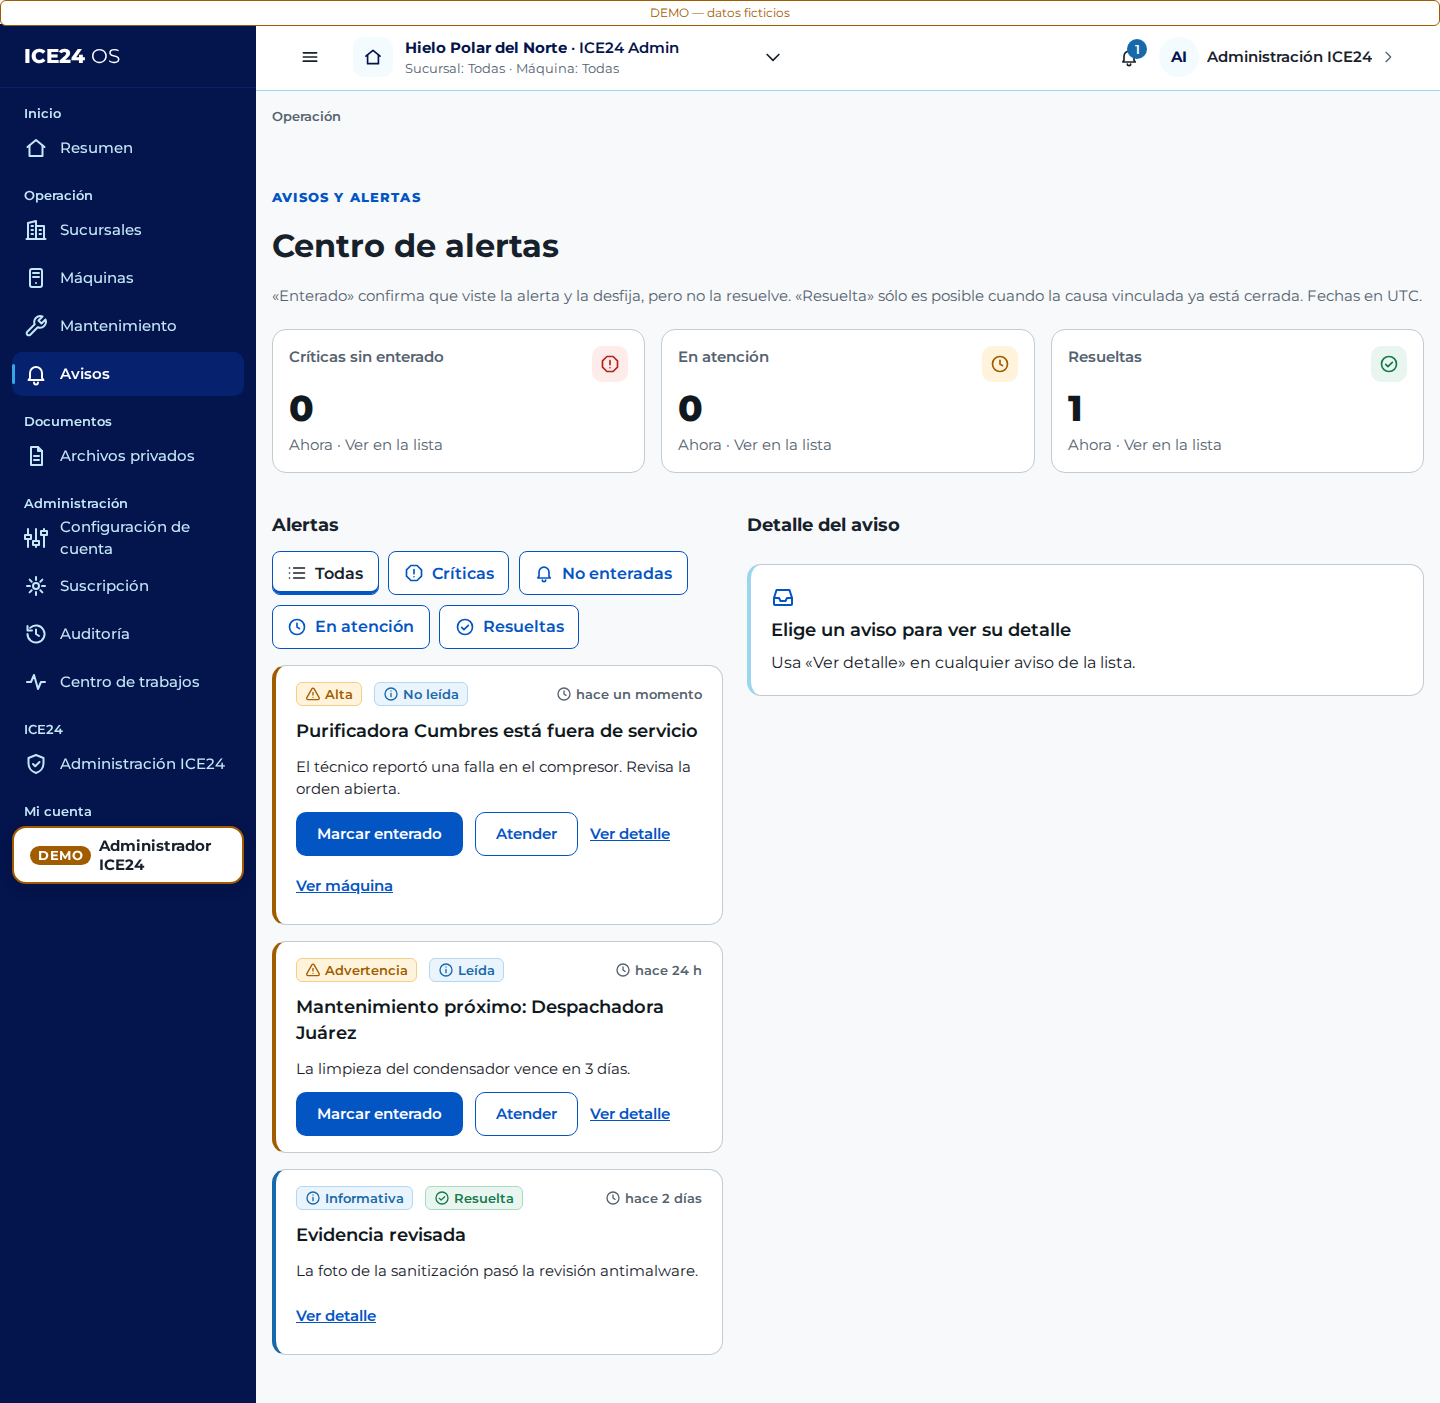 DEMO — datos ficticios
ICE24 OS
Inicio
Resumen
Operación
Sucursales
Máquinas
Mantenimiento
Avisos
Documentos
Archivos privados
Administración
Configuración de
cuenta
Suscripción
Auditoría
Centro de trabajos
ICE24
Administración ICE24
Mi cuenta
DEMO Administrador
ICE24
Hielo Polar del Norte · ICE24 Admin
Sucursal: Todas · Máquina: Todas
1
AI Administración ICE24
Operación
AVISOS Y ALERTAS
Centro de alertas
«Enterado» confirma que viste la alerta y la desfija, pero no la resuelve. «Resuelta» sólo es posible cuando la causa vinculada ya está cerrada. Fechas en UTC.
Críticas sin enterado
0
Ahora · Ver en la lista
En atención
0
Ahora · Ver en la lista
Resueltas
1
Ahora · Ver en la lista
Alertas
Todas Críticas No enteradas
En atención Resueltas
Alta No leída hace un momento
Purificadora Cumbres está fuera de servicio
El técnico reportó una falla en el compresor. Revisa la
orden abierta.
Marcar enterado Atender Ver detalle
Ver máquina
Advertencia Leída hace 24 h
Mantenimiento próximo: Despachadora
Juárez
La limpieza del condensador vence en 3 días.
Marcar enterado Atender Ver detalle
Informativa Resuelta hace 2 días
Evidencia revisada
La foto de la sanitización pasó la revisión antimalware.
Ver detalle
Detalle del aviso
Elige un aviso para ver su detalle
Usa «Ver detalle» en cualquier aviso de la lista.